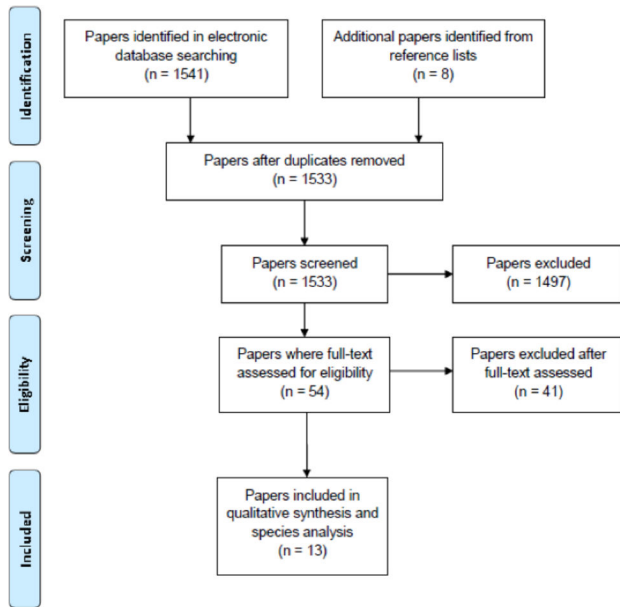 Identification
Papers identified in electronic
database searching
(n = 1541)
Additional papers identified from
reference lists
(n = 8)
Papers after duplicates removed
(n = 1533)
Screening
Papers screened
(n = 1533)
Papers excluded
(n = 1497)
Eligibility
Papers where full-text
assessed for eligibility
(n = 54)
Papers excluded after
full-text assessed
(n = 41)
Included
Papers included in
qualitative synthesis and
species analysis
(n = 13)